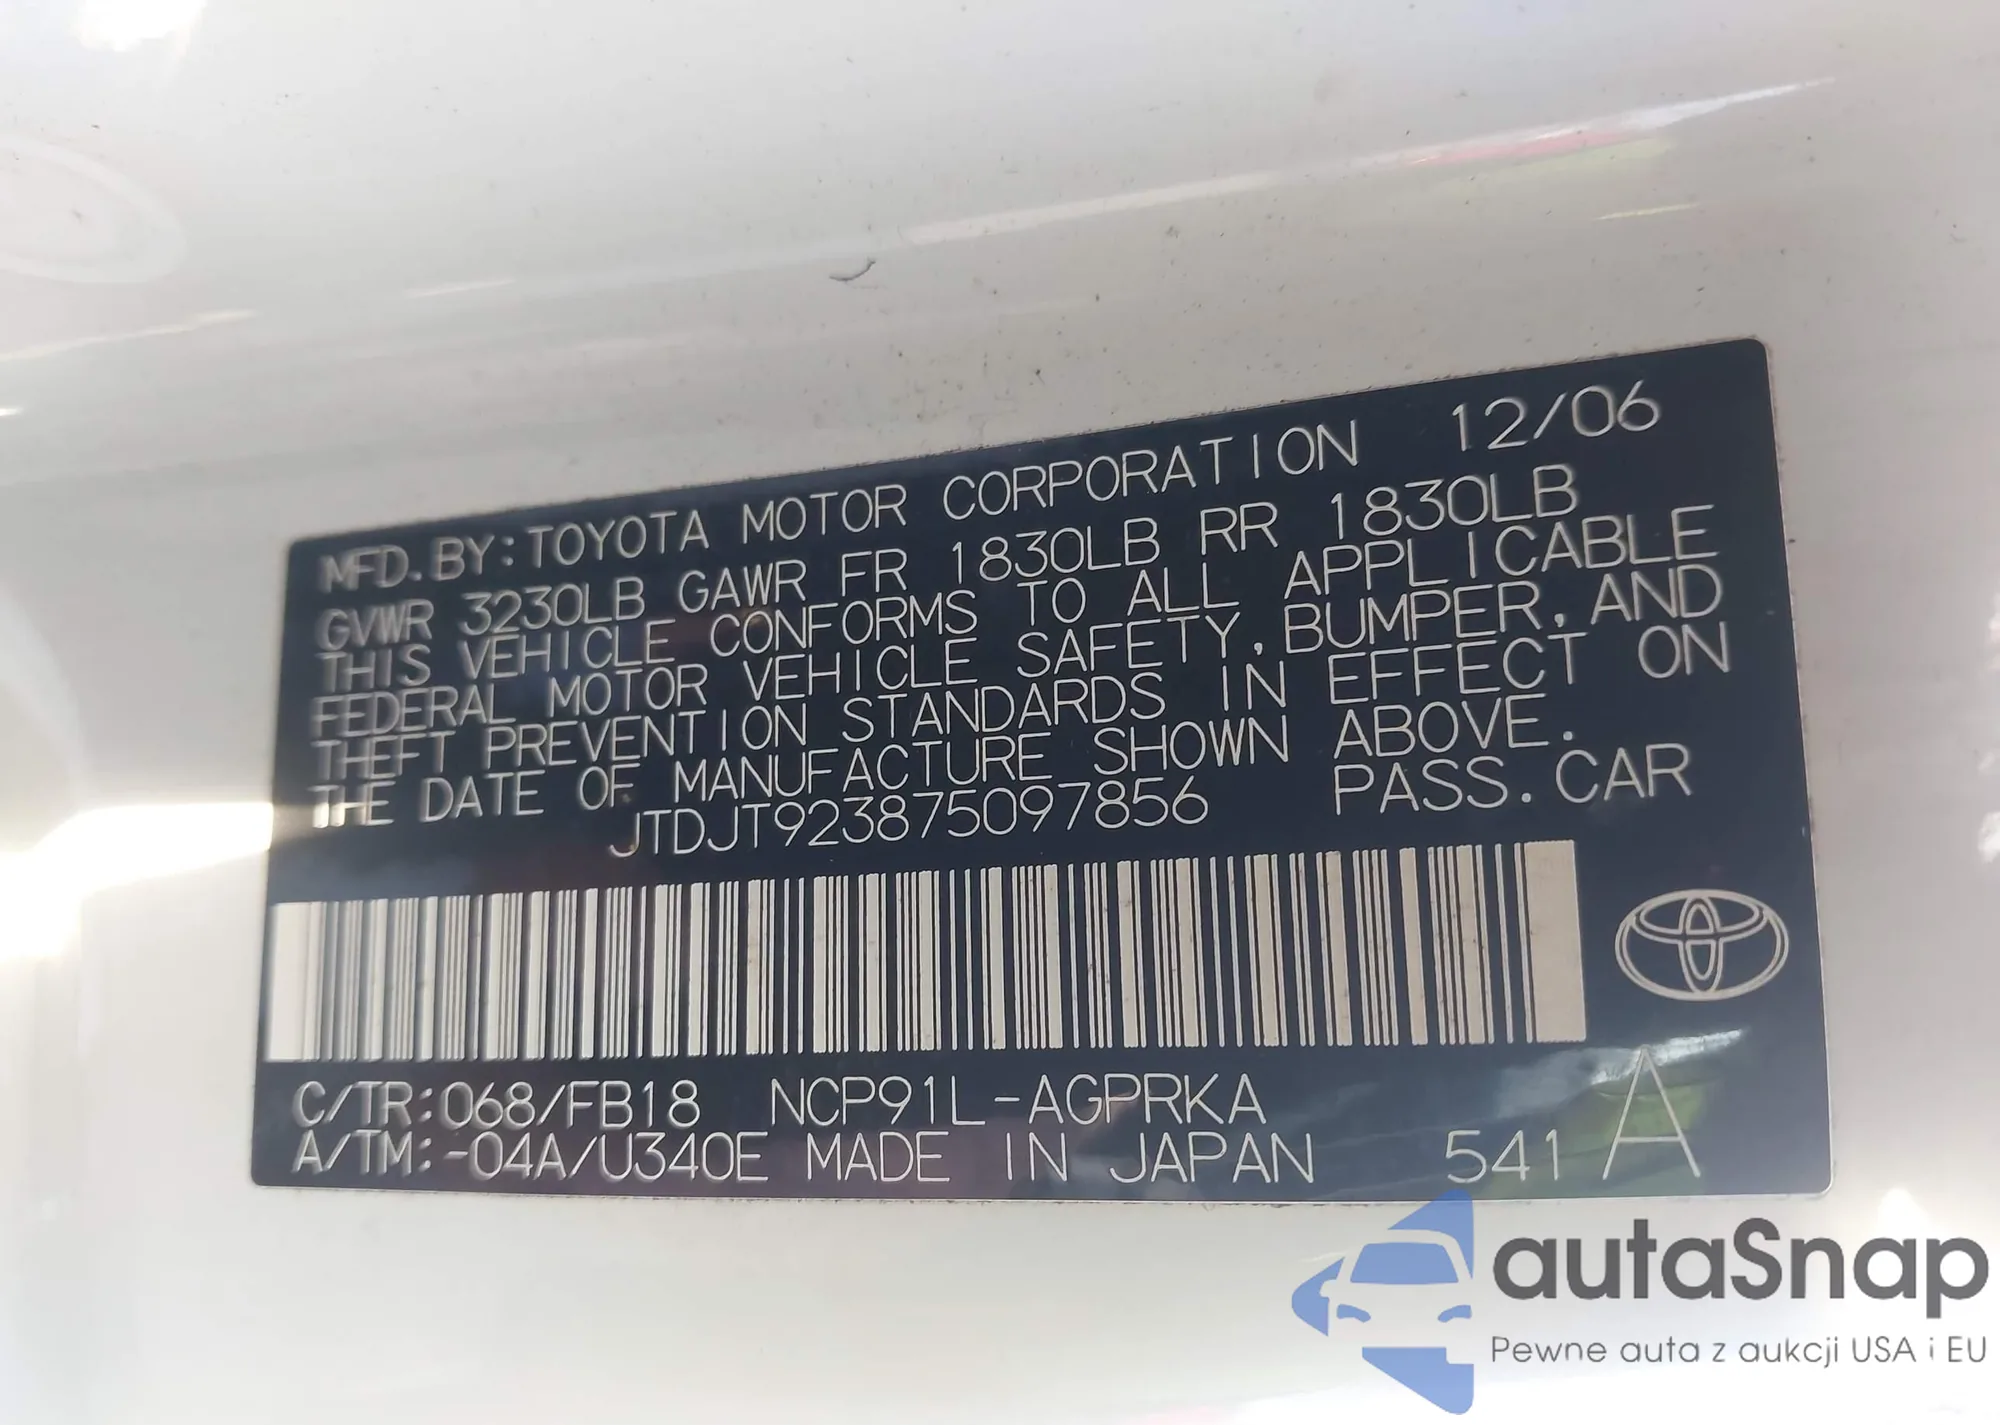 MFD. BY: TOYOTA MOTOR CORPORATION 12/06
GVWR 3230LB GAWR FR 1830LB RR 1830LB
THIS VEHICLE CONFORMS TO ALL APPLICABLE
FEDERAL MOTOR VEHICLE SAFETY, BUMPER, AND
THEFT PREVENTION STANDARDS IN EFFECT ON
THE DATE OF MANUFACTURE SHOWN ABOVE.
JTDJT923875097856 PASS. CAR
C/TR:068/FB18 NCP91L-AGPRKA
A/TM:-04A/U340E MADE IN JAPAN 541 A
autaSnap
Pewne auta z aukcji USA i EU